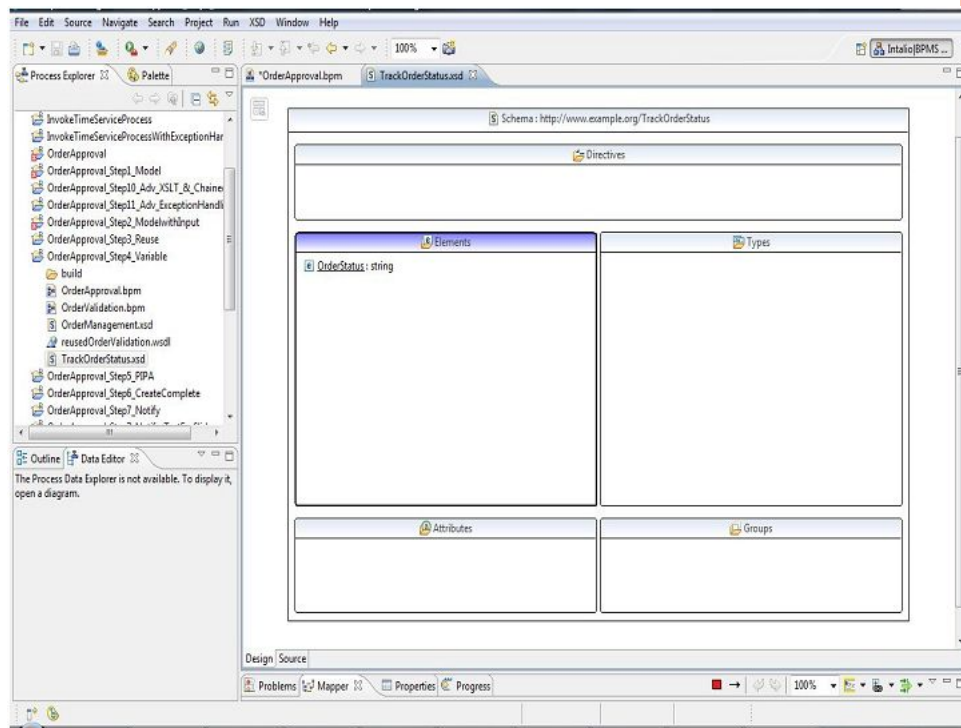 File Edit Source Navigate Search Project Run XSD Window Help
100%
Intalio|BPMS ...
Process Explorer
Palette
*OrderApproval.bpm
TrackOrderStatus.xsd
InvokeTimeServiceProcess
InvokeTimeServiceProcessWithExceptionHar
OrderApproval
OrderApproval_Step1_Model
OrderApproval_Step10_Adv_XSLT_&_Chaine
OrderApproval_Step11_Adv_ExceptionHandli
OrderApproval_Step2_ModelwithInput
OrderApproval_Step3_Reuse
OrderApproval_Step4_Variable
build
OrderApproval.bpm
OrderValidation.bpm
OrderManagement.xsd
reusedOrderValidation.wsdl
TrackOrderStatus.xsd
OrderApproval_Step5_PIPA
OrderApproval_Step6_CreateComplete
OrderApproval_Step7_Notify
Outline
Data Editor
The Process Data Explorer is not available. To display it,
open a diagram.
Schema : http://www.example.org/TrackOrderStatus
Directives
Elements
OrderStatus : string
Types
Attributes
Groups
Design Source
Problems Mapper Properties Progress
100%